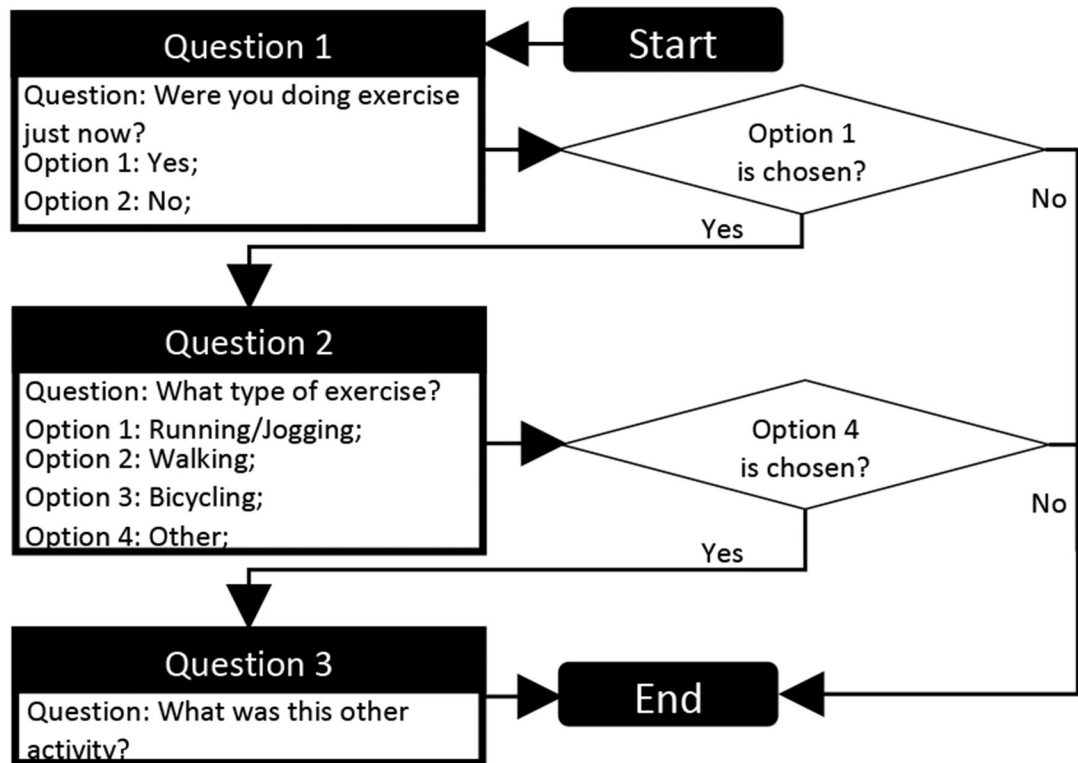 Start
Question 1
Question: Were you doing exercise
just now?
Option 1: Yes;
Option 2: No;
Option 1
is chosen?
No
Yes
Question 2
Question: What type of exercise?
Option 1: Running/Jogging;
Option 2: Walking;
Option 3: Bicycling;
Option 4: Other;
Option 4
is chosen?
No
Yes
Question 3
Question: What was this other
activity?
End